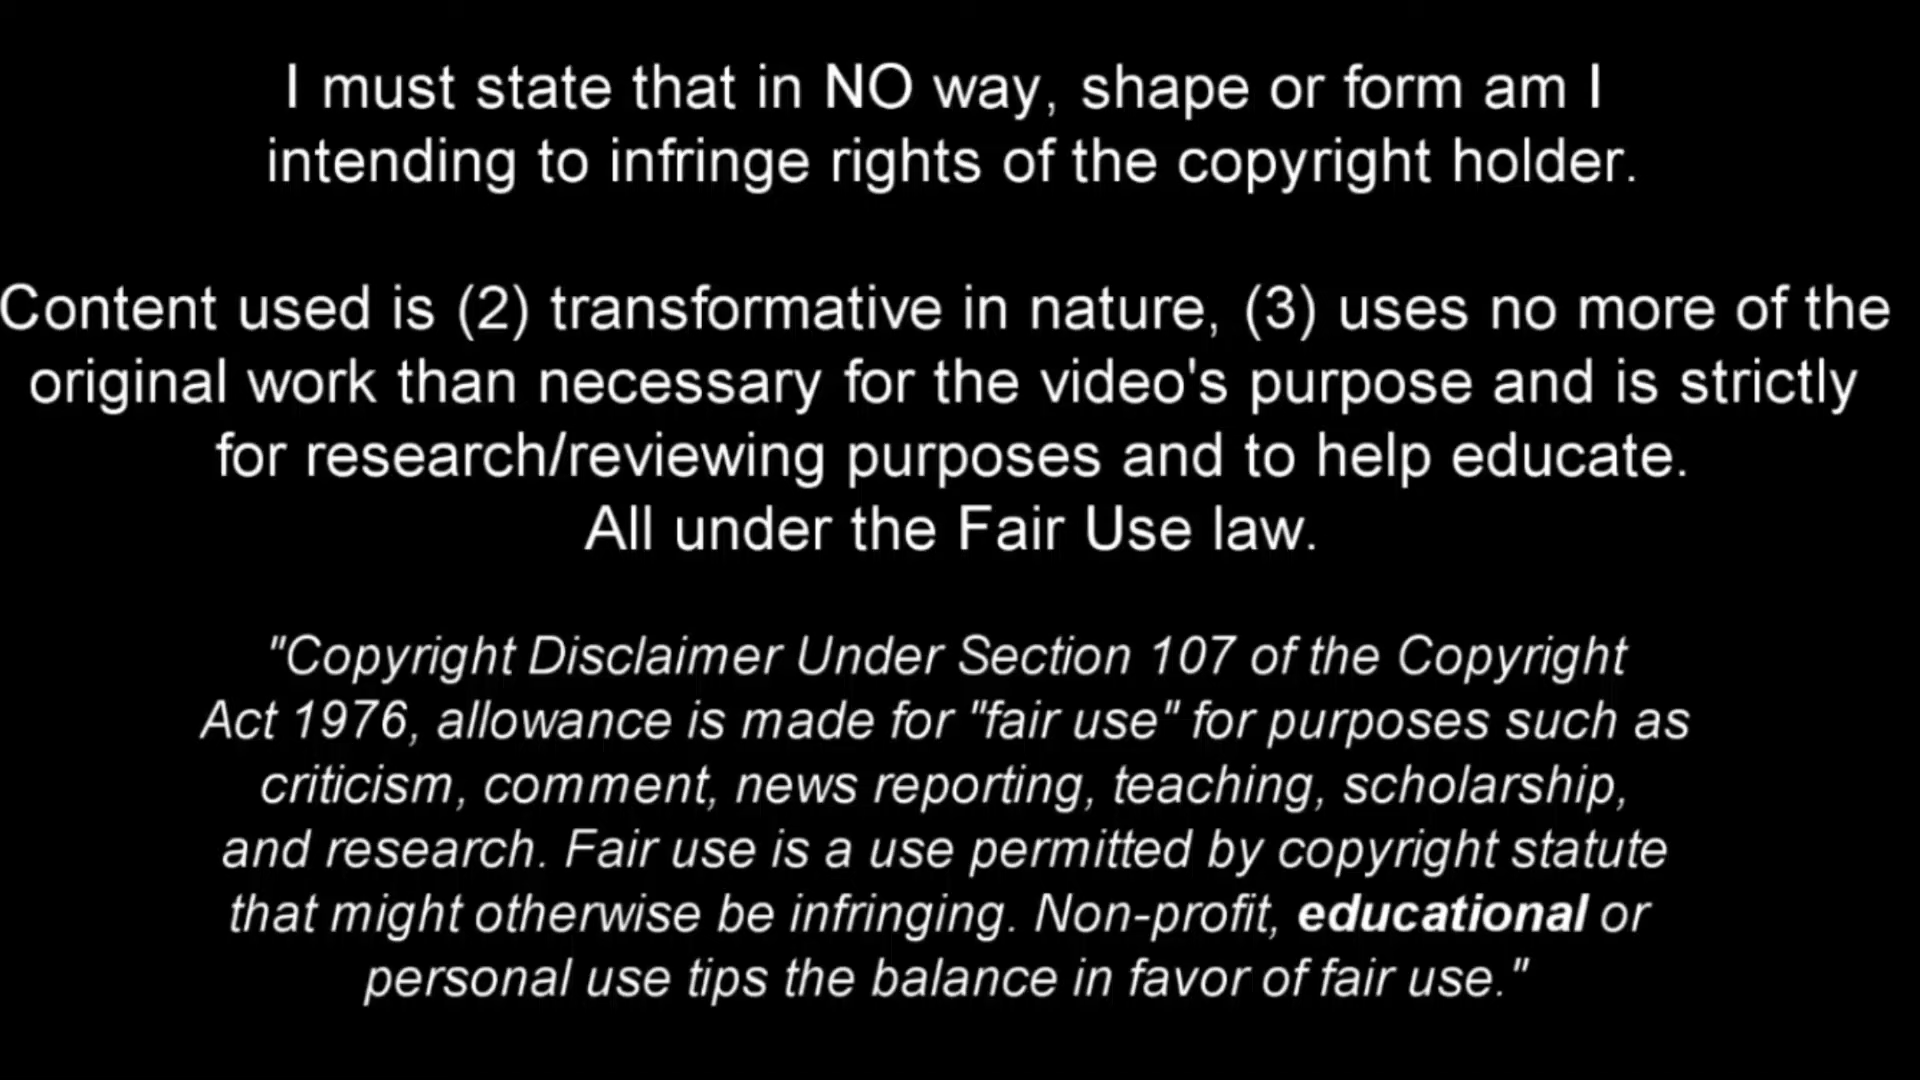 I must state that in NO way, shape or form am I
intending to infringe rights of the copyright holder.
Content used is (2) transformative in nature, (3) uses no more of the
original work than necessary for the video's purpose and is strictly
for research/reviewing purposes and to help educate.
All under the Fair Use law.
"Copyright Disclaimer Under Section 107 of the Copyright
Act 1976, allowance is made for "fair use" for purposes such as
criticism, comment, news reporting, teaching, scholarship,
and research. Fair use is a use permitted by copyright statute
that might otherwise be infringing. Non-profit, educational or
personal use tips the balance in favor of fair use."